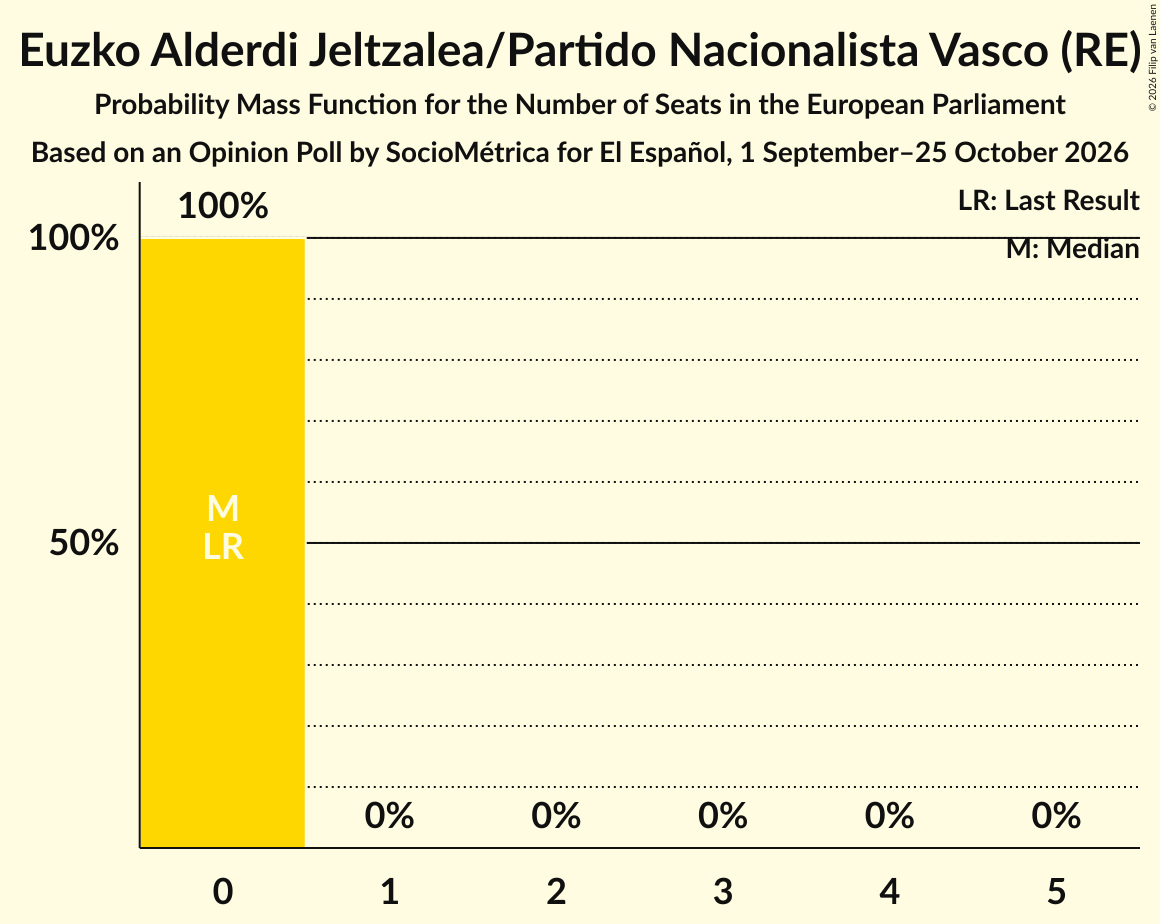 Euzko Alderdi Jeltzalea/Partido Nacionalista Vasco (RE)
Probability Mass Function for the Number of Seats in the European Parliament
Based on an Opinion Poll by SocioMétrica for El Español, 1 September–25 October 2026
© 2026 Filip van Laenen
LR: Last Result
M: Median
100%
100%
50%
M
LR
0% 0% 0% 0% 0%
0 1 2 3 4 5